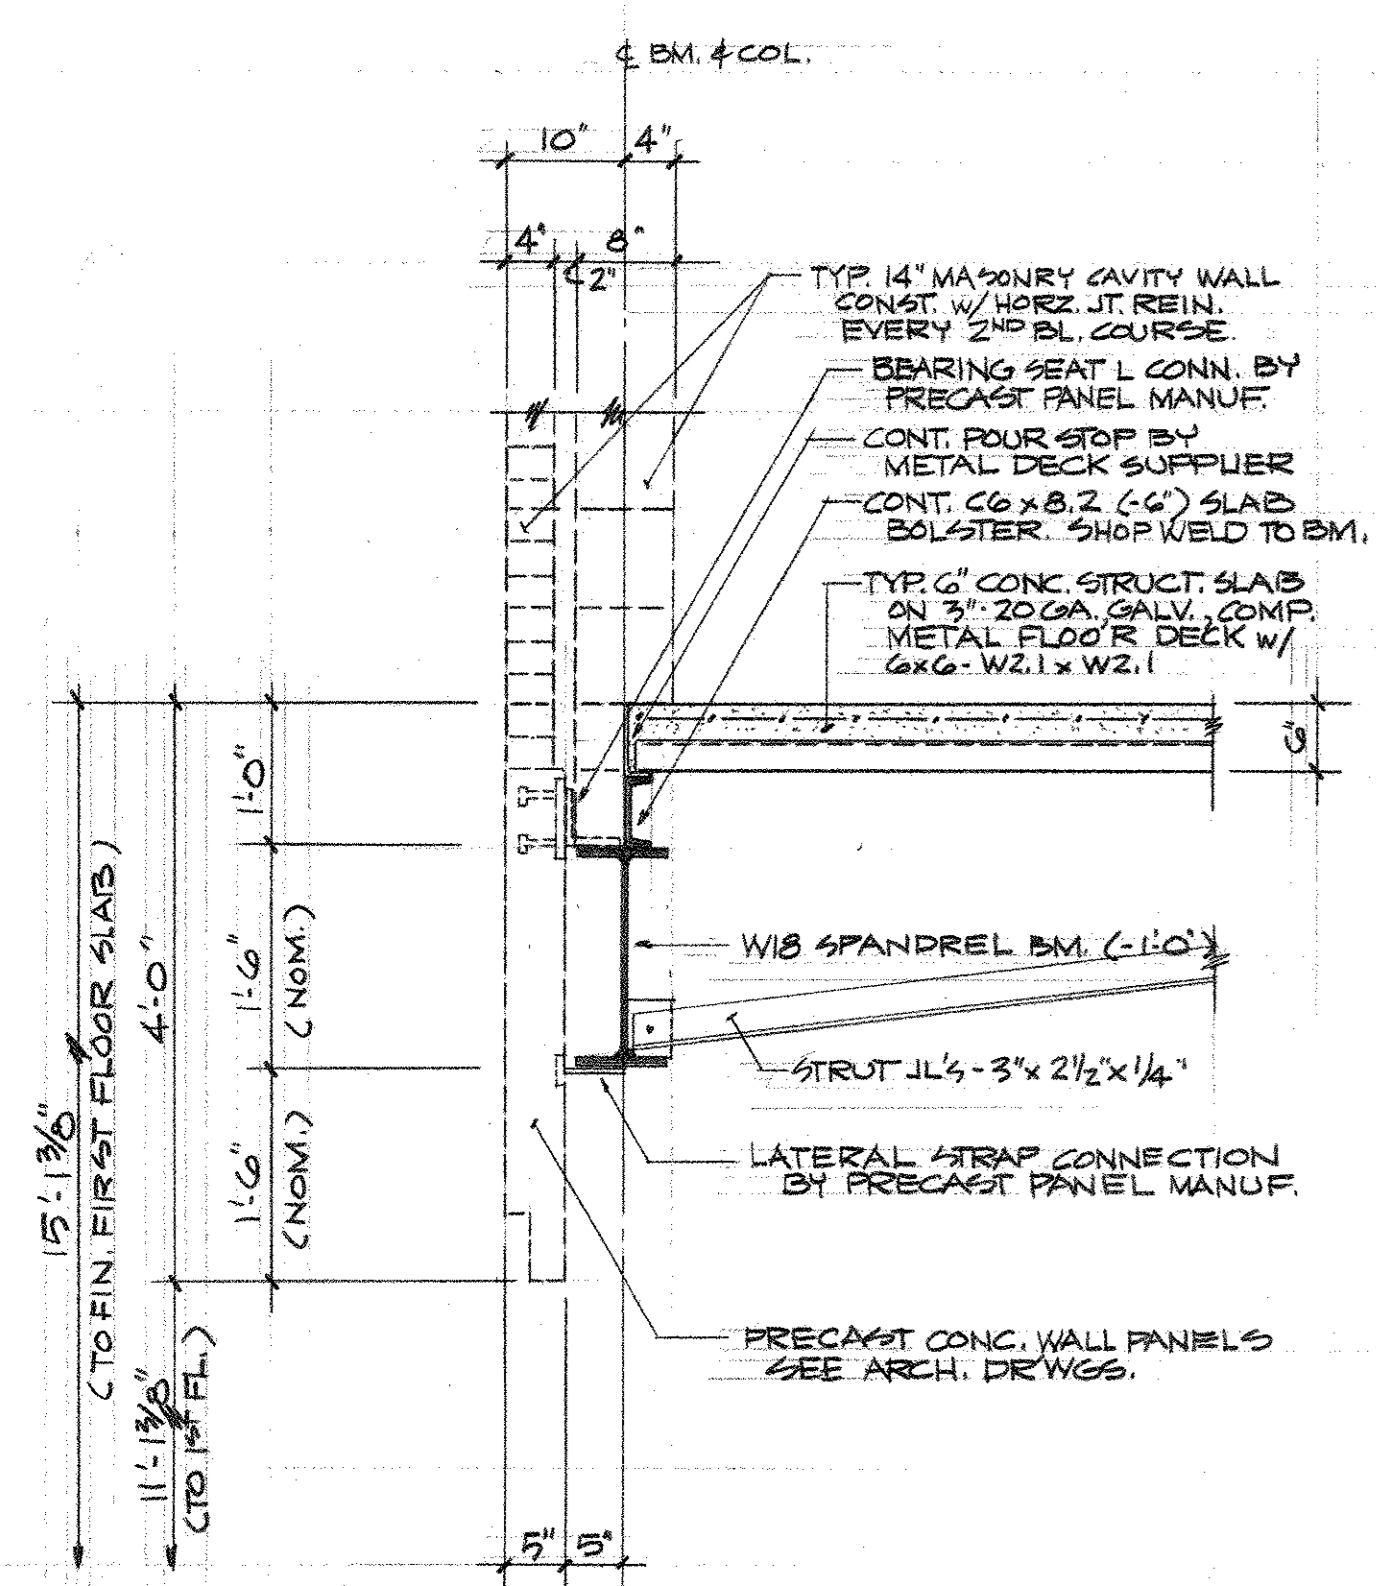 ℄ BM. & COL.
10" 4"
4" 8"
2"
TYP. 14" MASONRY CAVITY WALL
CONST. W/ HORZ. JT. REIN.
EVERY 2ND BL. COURSE.
BEARING SEAT L CONN. BY
PRECAST PANEL MANUF.
CONT. POUR STOP BY
METAL DECK SUPPLIER
CONT. C6 x 8.2 (-6") SLAB
BOLSTER. SHOP WELD TO BM.
TYP. 6" CONC. STRUCT. SLAB
ON 3"- 20 GA., GALV., COMP.
METAL FLOOR DECK W/
6x6 - W2.1 x W2.1
6"
1'-0"
1'-6"
(NOM.)
1'-6"
(NOM.)
4'-0"
11'-1 3/8"
(TO 1ST FL.)
15'-1 3/8"
(TO FIN. FIRST FLOOR SLAB)
W18 SPANDREL BM. (-1'-0")
STRUT JL'S - 3" x 2 1/2" x 1/4"
LATERAL STRAP CONNECTION
BY PRECAST PANEL MANUF.
PRECAST CONC. WALL PANELS
SEE ARCH. DRWGS.
5" 5"